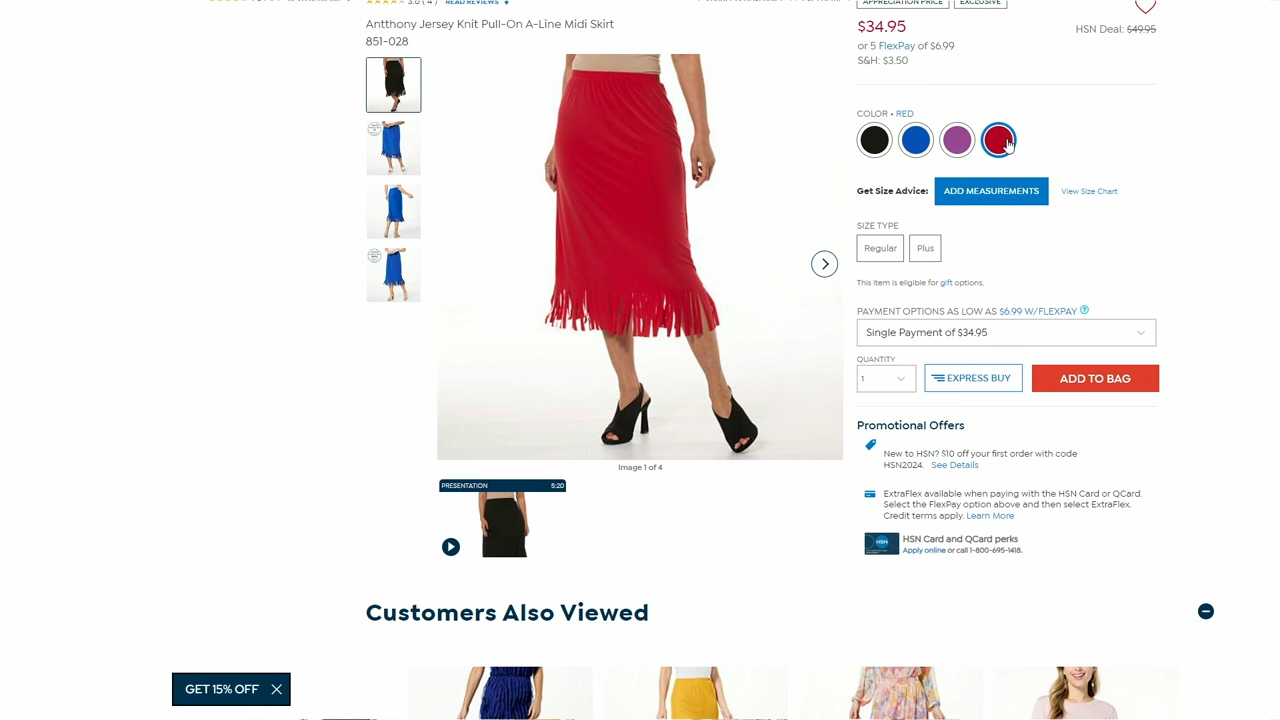 READ REVIEWS
Antthony Jersey Knit Pull-On A-Line Midi Skirt
851-028
Image 1 of 4
PRESENTATION 5:20
APPRECIATION PRICE EXCLUSIVE
$34.95
HSN Deal: $49.95
or 5 FlexPay of $6.99
S&H: $3.50
COLOR • RED
Get Size Advice: ADD MEASUREMENTS View Size Chart
SIZE TYPE
Regular Plus
This item is eligible for gift options.
PAYMENT OPTIONS AS LOW AS $6.99 W/FLEXPAY ?
Single Payment of $34.95
QUANTITY
1 EXPRESS BUY ADD TO BAG
Promotional Offers
New to HSN? $10 off your first order with code
HSN2024. See Details
ExtraFlex available when paying with the HSN Card or QCard.
Select the FlexPay option above and then select ExtraFlex.
Credit terms apply. Learn More
HSN
HSN Card and QCard perks
Apply online or call 1-800-695-1418.
Customers Also Viewed
GET 15% OFF